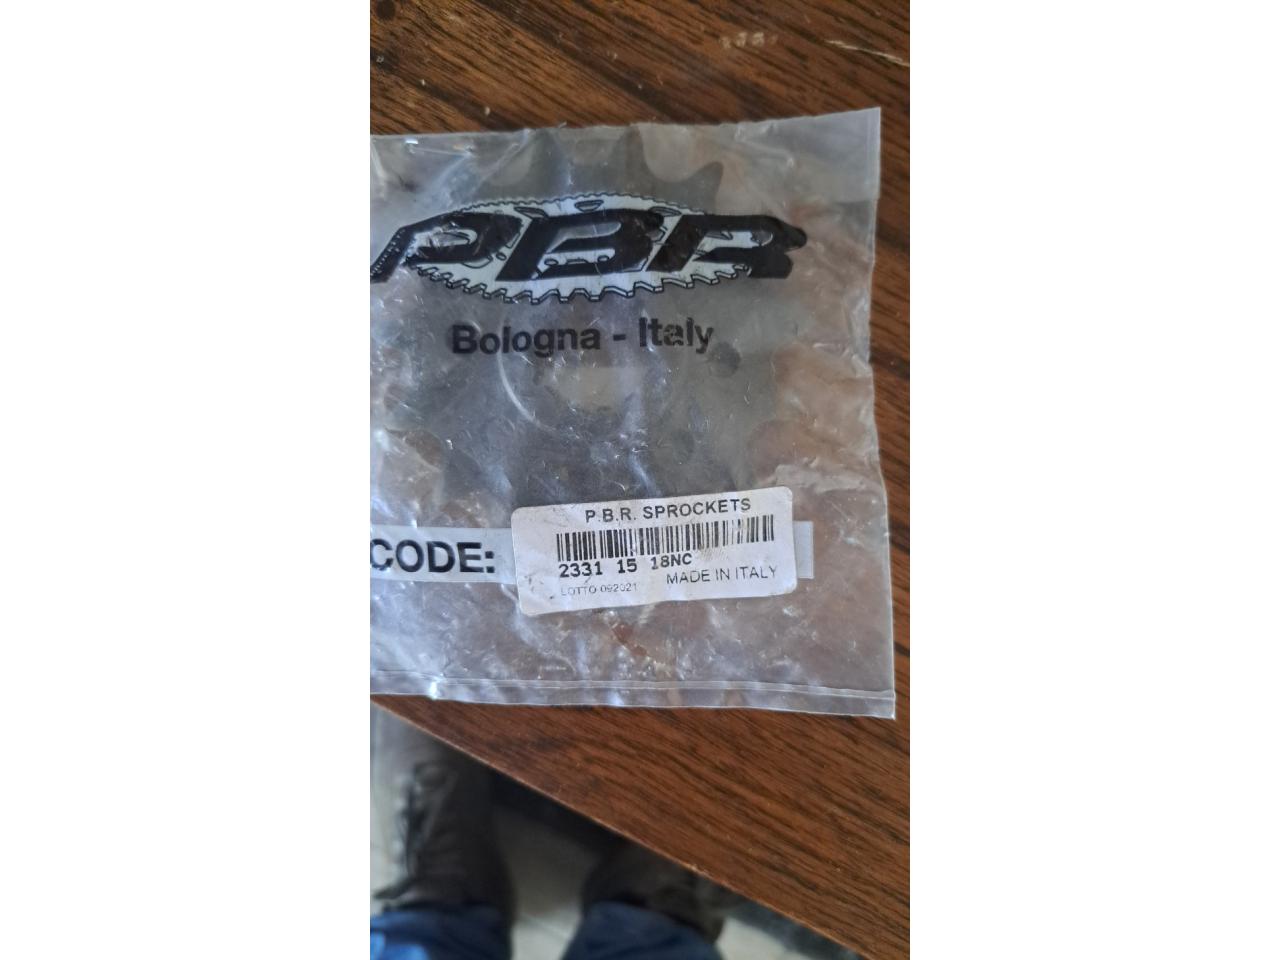 PBR
Bologna - Italy
CODE:
P.B.R. SPROCKETS
2331 15 18NC
LOTTO 092021
MADE IN ITALY